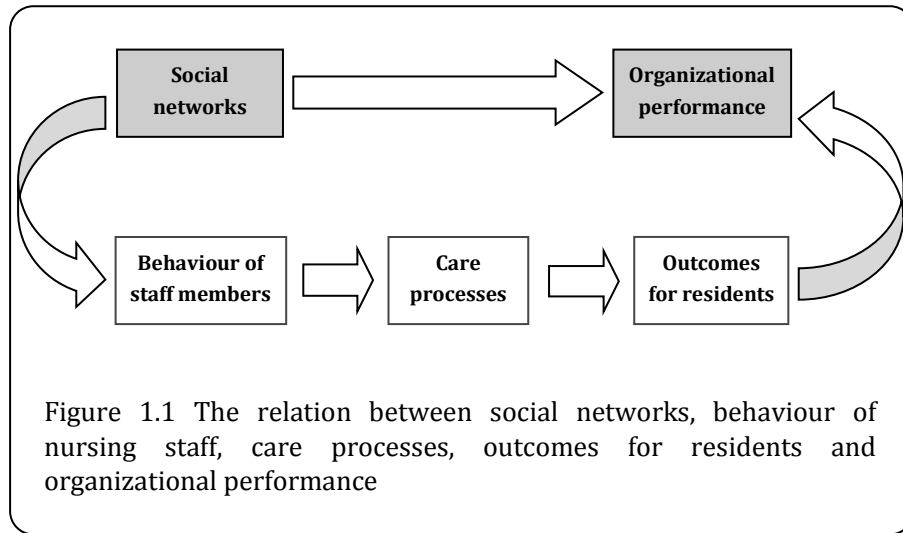 Social
networks
Organizational
performance
Behaviour of
staff members
Care
processes
Outcomes
for residents
Figure 1.1 The relation between social networks, behaviour of
nursing staff, care processes, outcomes for residents and
organizational performance